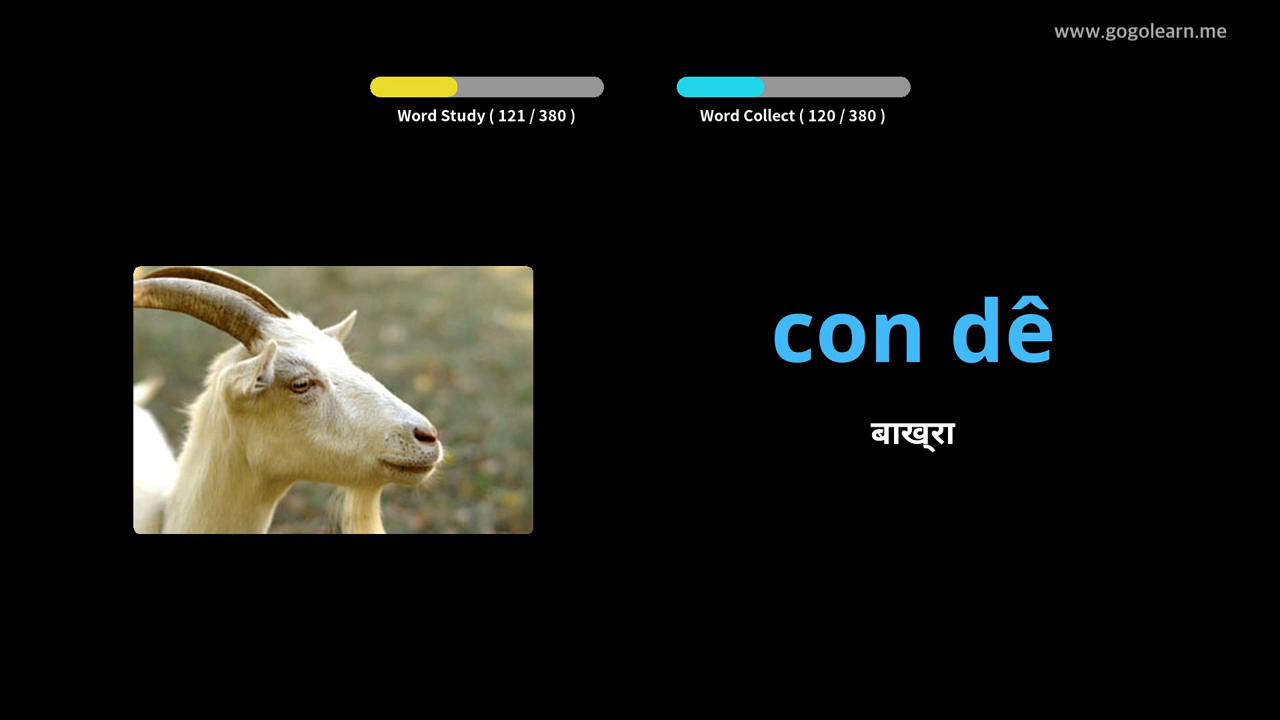 www.gogolearn.me
Word Study ( 121 / 380 )
Word Collect ( 120 / 380 )
con dê
बाख्रा